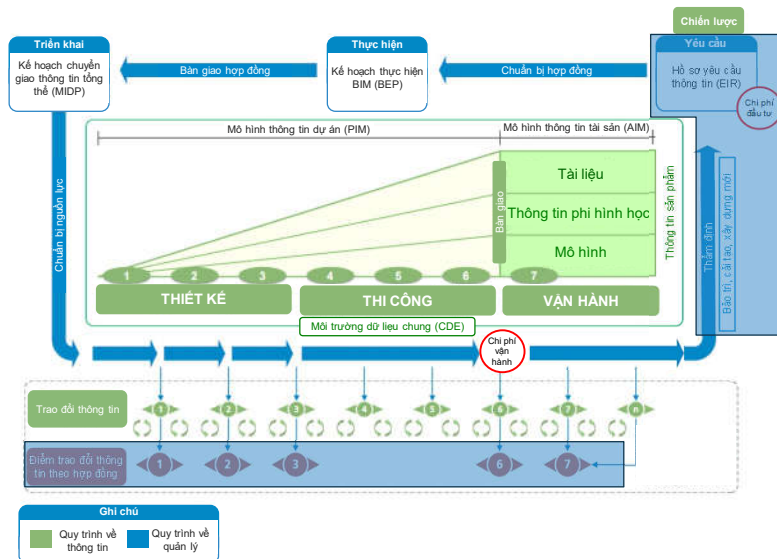 Chiến lược
Triển khai
Kế hoạch chuyển
giao thông tin tổng
thể (MIDP)
Bàn giao hợp đồng
Thực hiện
Kế hoạch thực hiện
BIM (BEP)
Chuẩn bị hợp đồng
Yêu cầu
Hồ sơ yêu cầu
thông tin (EIR)
Chi phí
đầu tư
Mô hình thông tin dự án (PIM)
Mô hình thông tin tài sản (AIM)
Chuẩn bị nguồn lực
Bàn giao
Tài liệu
Thông tin phi hình học
Mô hình
Thông tin sản phẩm
Thẩm định
Bảo trì, cải tạo, xây dựng mới
1 2 3 4 5 6 7
THIẾT KẾ
THI CÔNG
VẬN HÀNH
Môi trường dữ liệu chung (CDE)
Chi phí
vận
hành
Trao đổi thông tin
1 2 3 4 5 6 7 n
Điểm trao đổi thông
tin theo hợp đồng
1 2 3 6 7
Ghi chú
Quy trình về
thông tin
Quy trình về
quản lý